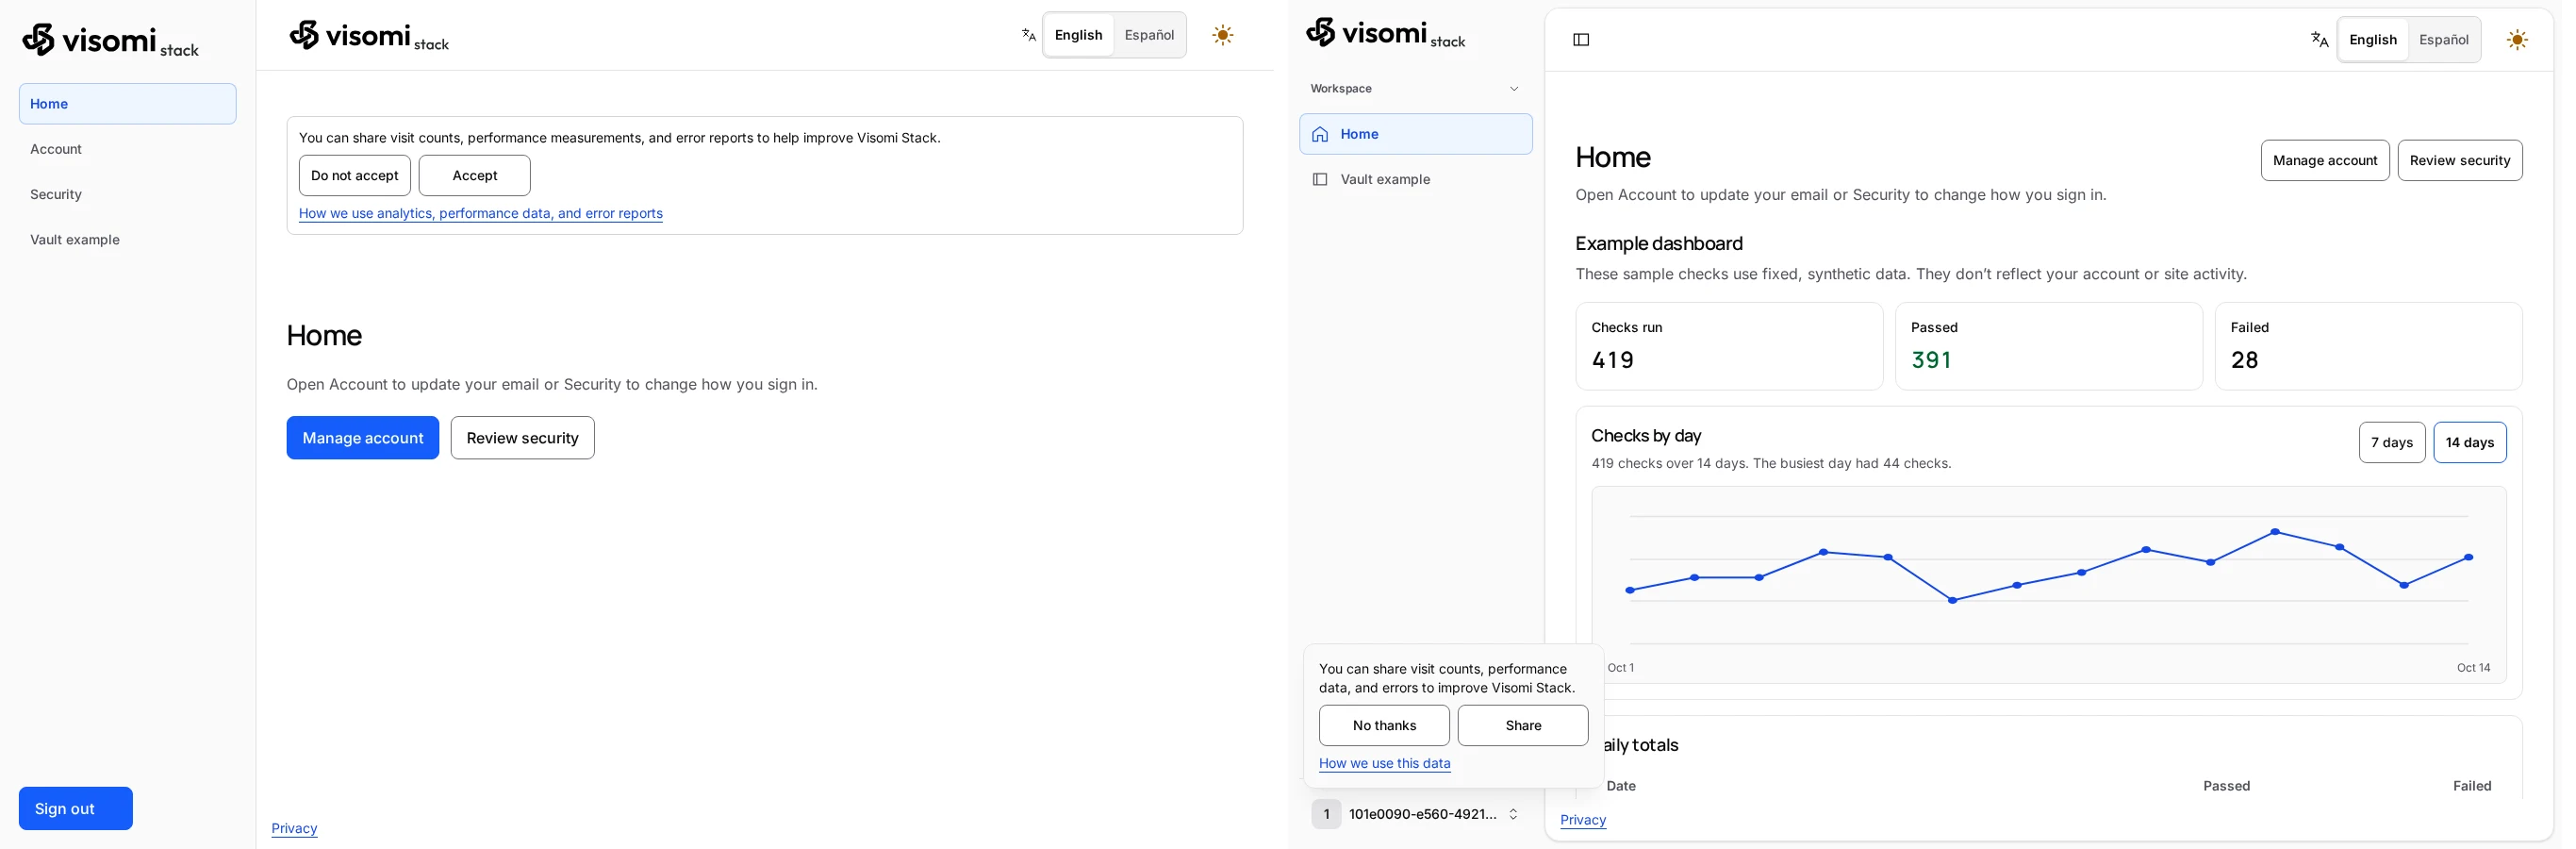 visomi stack
Home
Account
Security
Vault example
Sign out
visomi stack
English Español
You can share visit counts, performance measurements, and error reports to help improve Visomi Stack.
Do not accept Accept
How we use analytics, performance data, and error reports
Home
Open Account to update your email or Security to change how you sign in.
Manage account Review security
Privacy
visomi stack
Workspace
Home
Vault example
You can share visit counts, performance
data, and errors to improve Visomi Stack.
No thanks Share
How we use this data
1 101e0090-e560-4921...
English Español
Home
Manage account Review security
Open Account to update your email or Security to change how you sign in.
Example dashboard
These sample checks use fixed, synthetic data. They don’t reflect your account or site activity.
Checks run Passed Failed
419 391 28
Checks by day
7 days 14 days
419 checks over 14 days. The busiest day had 44 checks.
Oct 1 Oct 14
aily totals
Date Passed Failed
Privacy